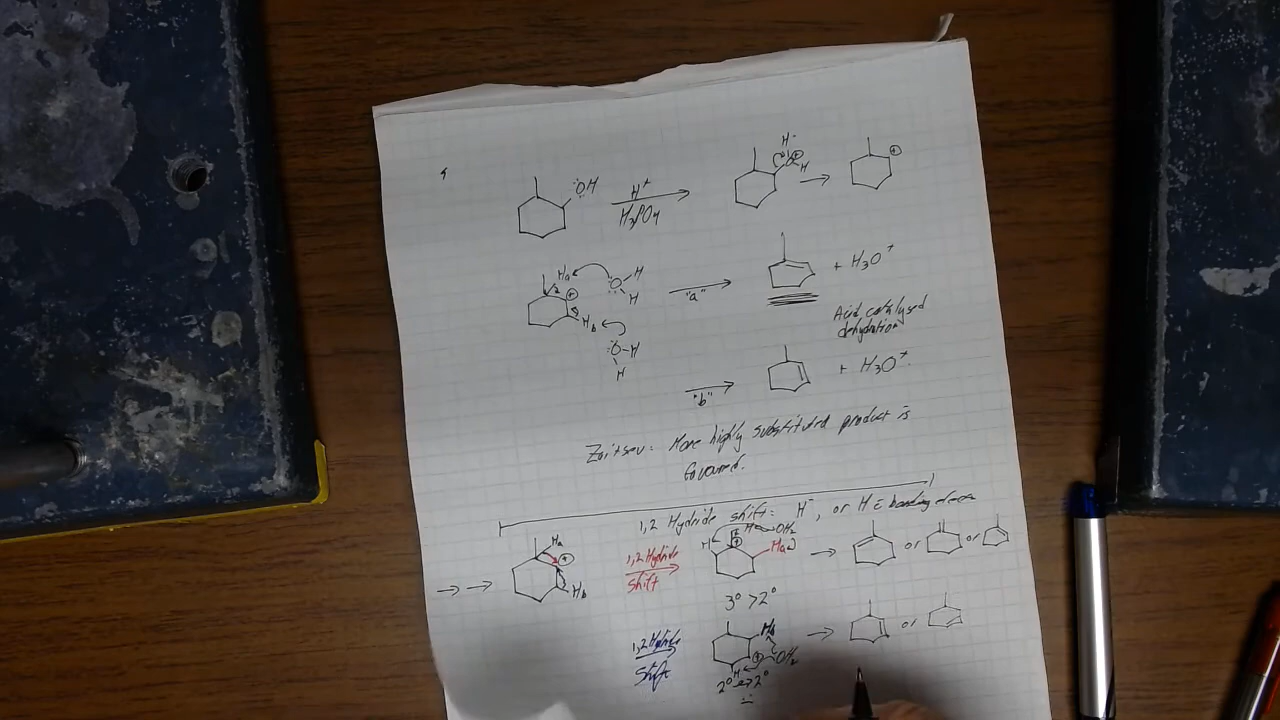 OH
H+
H3PO4
H
O
H
Ha
O
H
H
"a"
+ H3O+
Hb
O-H
H
Acid catalysed
dehydration
"b"
+ H3O+
Zaitsev: More highly substituted product is
favoured.
1,2 Hydride shift: H-, or H c bonding
Ha
Hb
1,2 Hydride
shift
H
H
OH2
Ha
or
or
3° > 2°
1,2 Hydride
shift
Hb
H
OH2
or
2° 2°